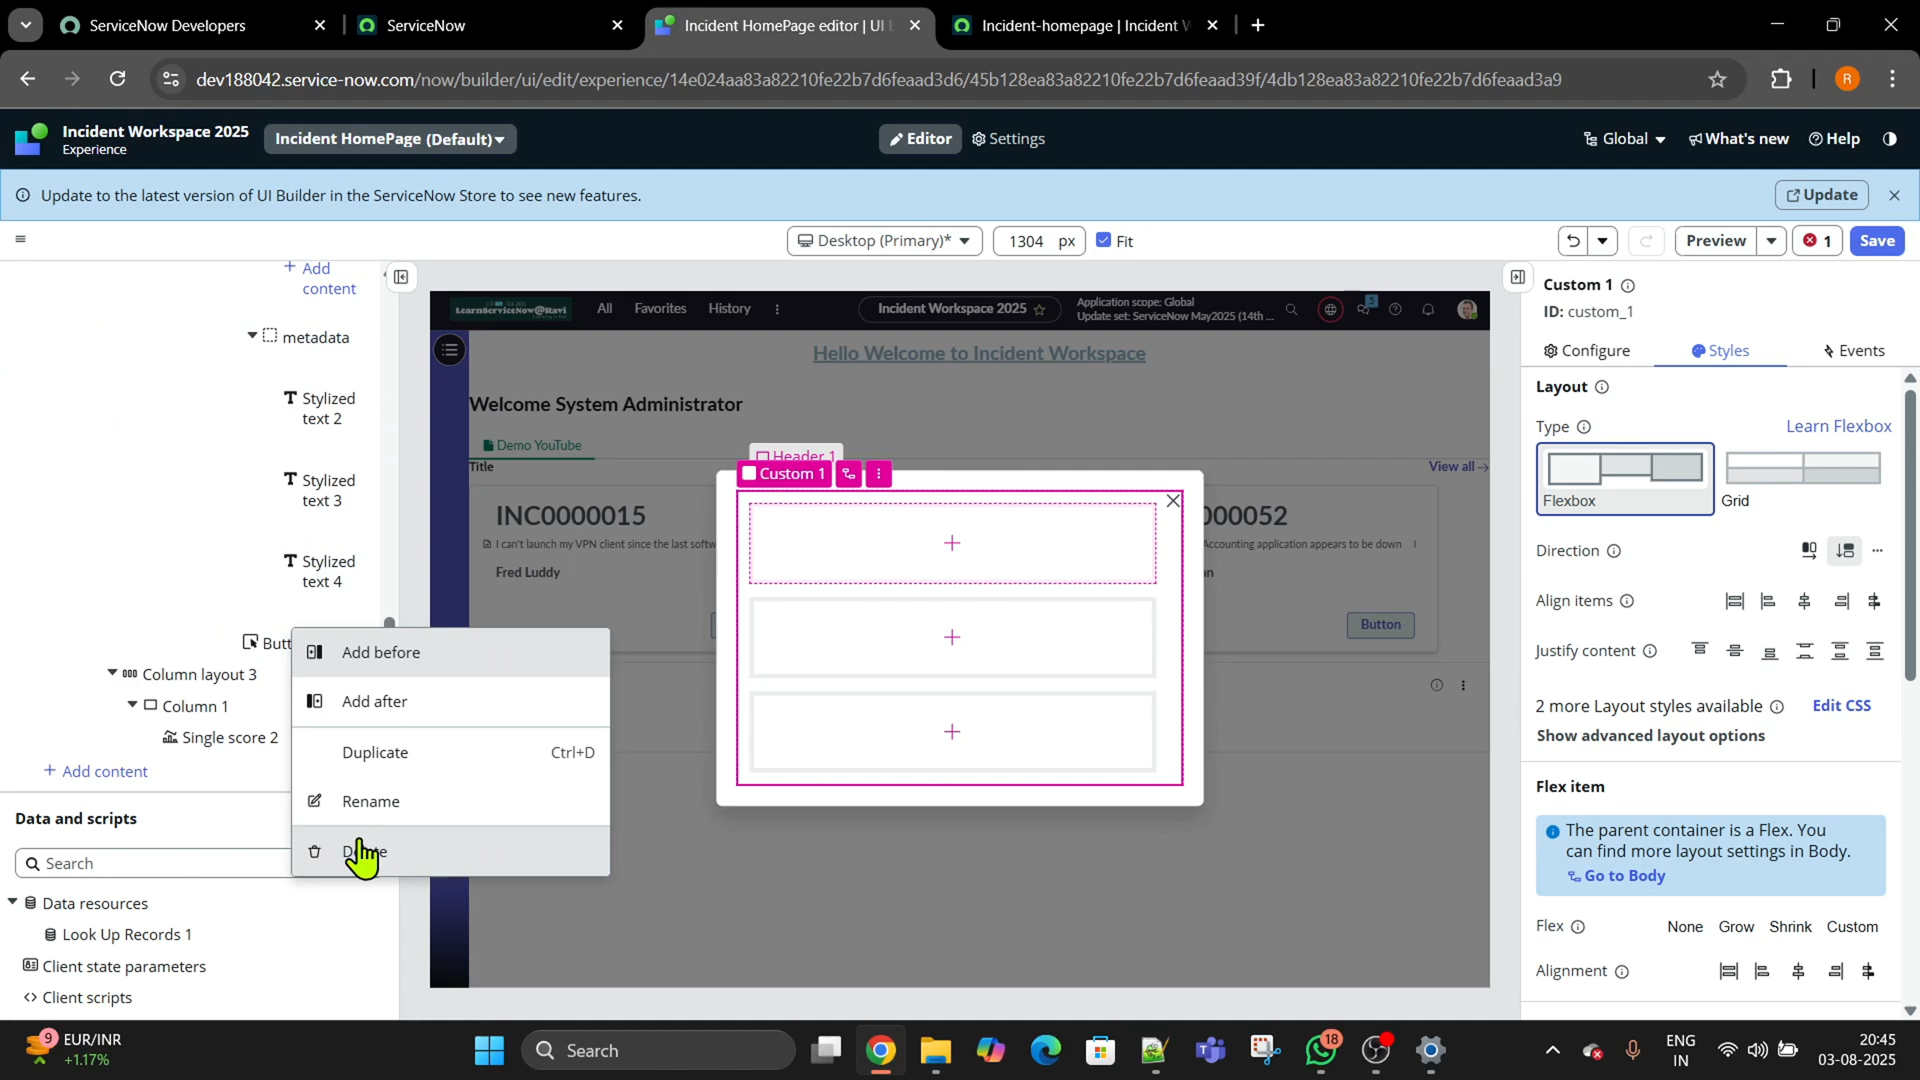 ServiceNow Developers
ServiceNow
Incident HomePage editor | UI
Incident-homepage | Incident
dev188042.service-now.com/now/builder/ui/edit/experience/14e024aa83a82210fe22b7d6feaad3d6/45b128ea83a82210fe22b7d6feaad39f/4db128ea83a82210fe22b7d6feaad3a9
R
Incident Workspace 2025
Experience
Incident HomePage (Default)
Editor
Settings
Global
What's new
Help
Update to the latest version of UI Builder in the ServiceNow Store to see new features.
Update
Desktop (Primary)*
1304 px
Fit
Preview
1
Save
+ Add content
metadata
Stylized text 2
Stylized text 3
Stylized text 4
Column layout 3
Column 1
Single score 2
+ Add content
Add before
Add after
Duplicate Ctrl+D
Rename
Data and scripts
Search
Data resources
Look Up Records 1
Client state parameters
Client scripts
LearnServiceNow@Ravi
All
Favorites
History
Incident Workspace 2025
Application scope: Global
Update set: ServiceNow May2025 (14th ...
5
Hello Welcome to Incident Workspace
Welcome System Administrator
Demo YouTube
Title
View all
INC0000015
I can't launch my VPN client since the last softw
Fred Luddy
000052
Accounting application appears to be down
Button
Header 1
Custom 1
Custom 1
ID: custom_1
Configure
Styles
Events
Layout
Type
Learn Flexbox
Flexbox
Grid
Direction
Align items
Justify content
2 more Layout styles available
Edit CSS
Show advanced layout options
Flex item
The parent container is a Flex. You can find more layout settings in Body.
Go to Body
Flex
None
Grow
Shrink
Custom
Alignment
9
EUR/INR
+1.17%
Search
18
ENG
IN
20:45
03-08-2025